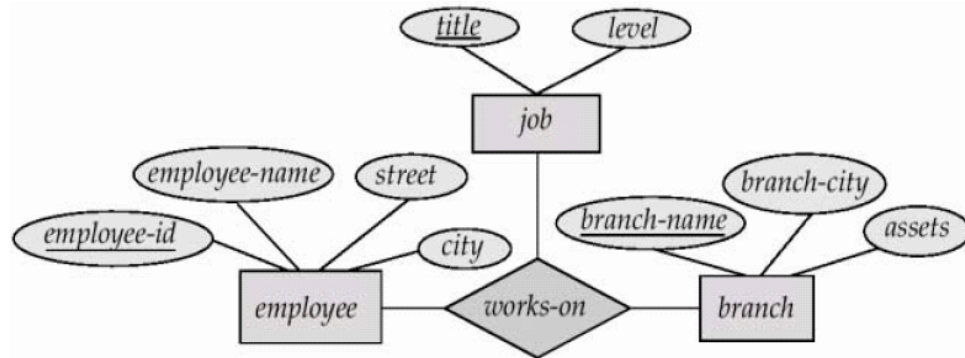 title
level
job
employee-name
street
branch-city
employee-id
branch-name
assets
city
employee
works-on
branch